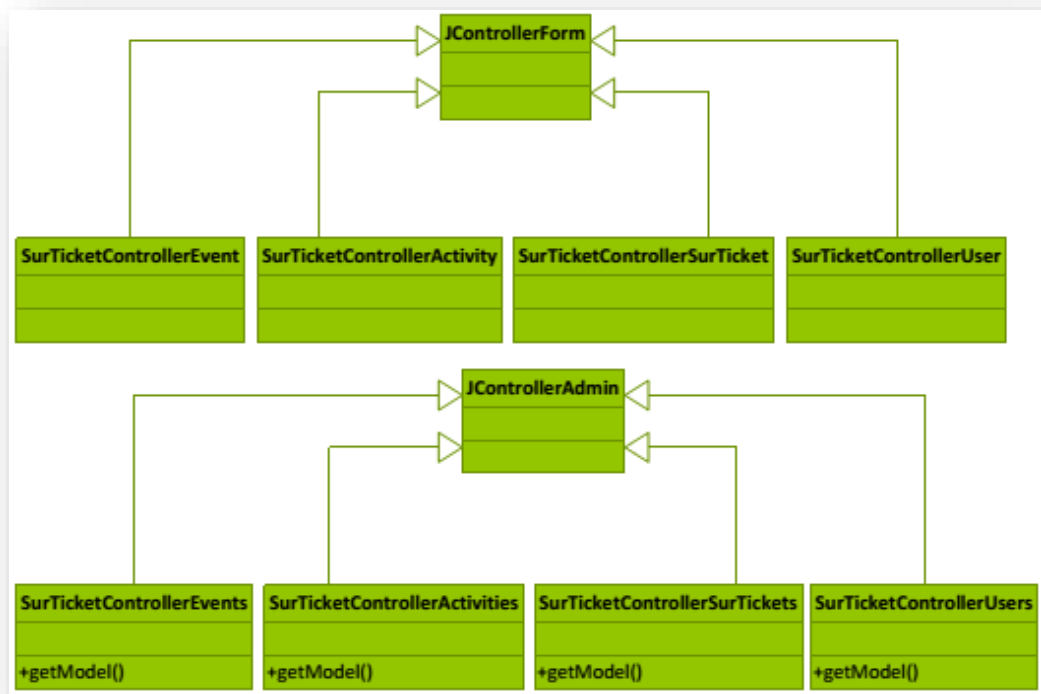 JControllerForm
SurTicketControllerEvent
SurTicketControllerActivity
SurTicketControllerSurTicket
SurTicketControllerUser
JControllerAdmin
SurTicketControllerEvents
SurTicketControllerActivities
SurTicketControllerSurTickets
SurTicketControllerUsers
+getModel()
+getModel()
+getModel()
+getModel()